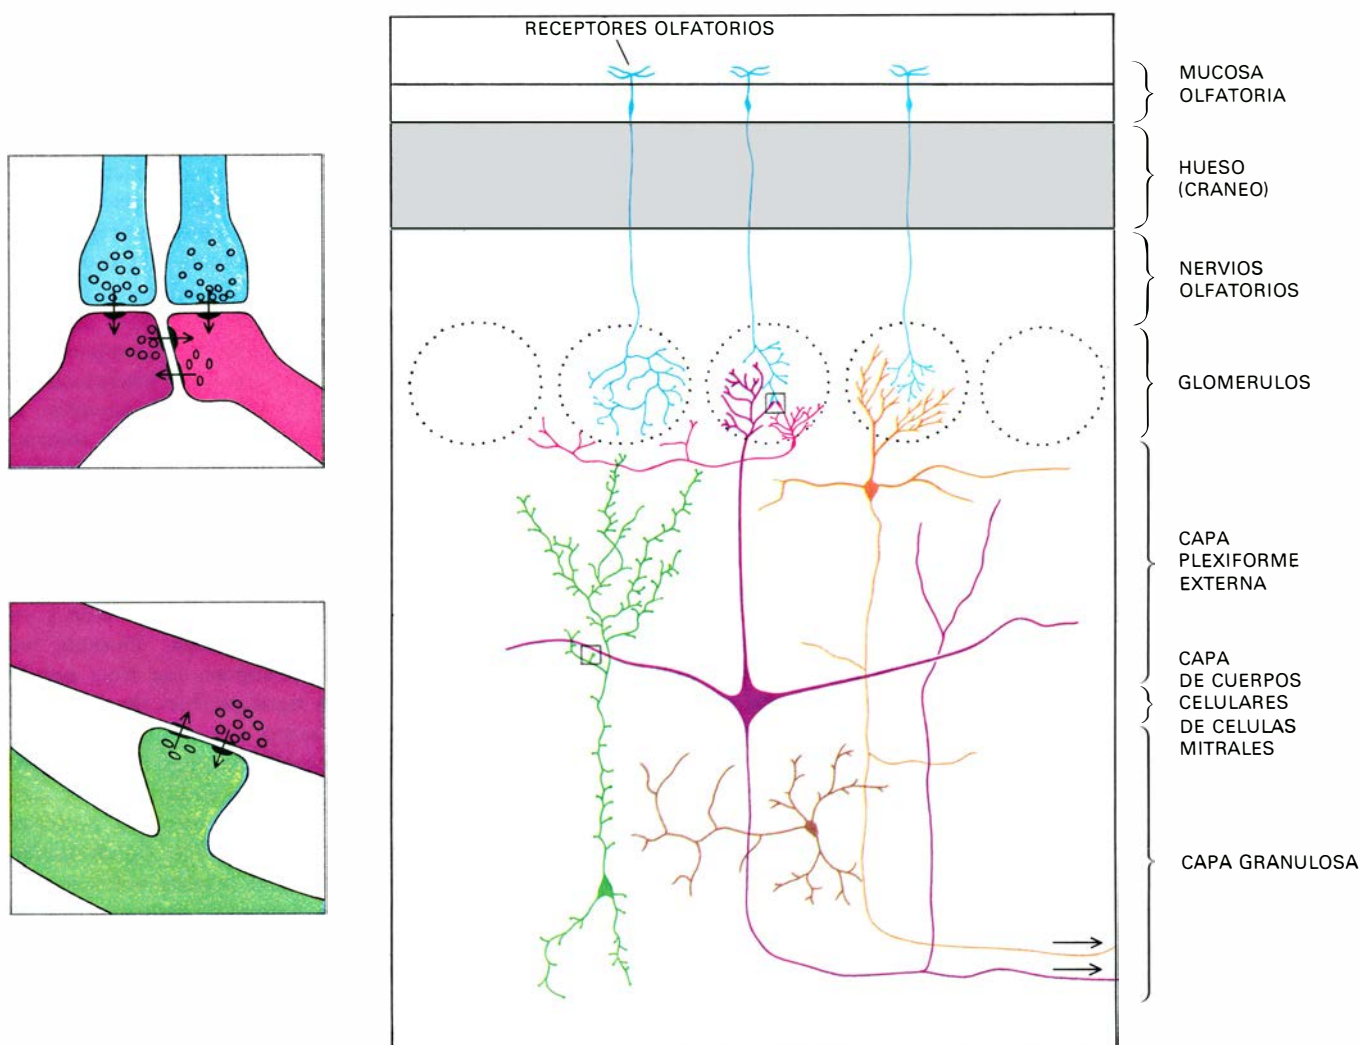 RECEPTORES OLFATORIOS
MUCOSA
OLFATORIA
HUESO
(CRANEO)
NERVIOS
OLFATORIOS
GLOMERULOS
CAPA
PLEXIFORME
EXTERNA
CAPA
DE CUERPOS
CELULARES
DE CELULAS
MITRALES
CAPA GRANULOSA